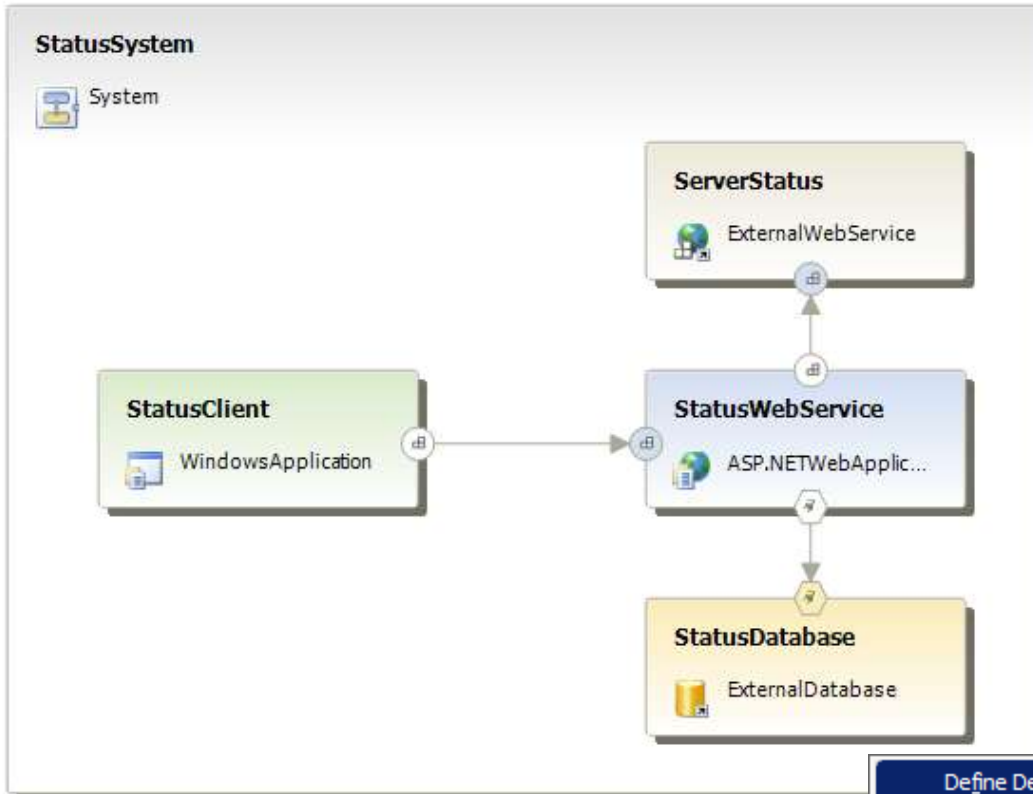 StatusSystem
System
ServerStatus
ExternalWebService
StatusClient
WindowsApplication
StatusWebService
ASP.NETWebApplic...
StatusDatabase
ExternalDatabase
Define De